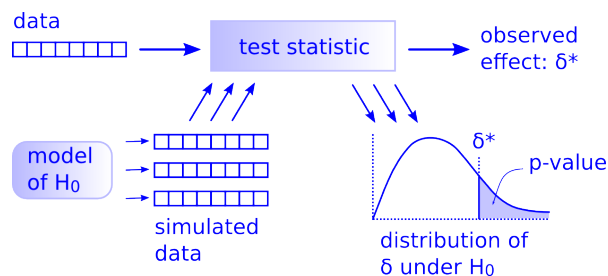 data
test statistic
observed
effect: δ*
model
of H₀
simulated
data
δ*
p-value
distribution of
δ under H₀